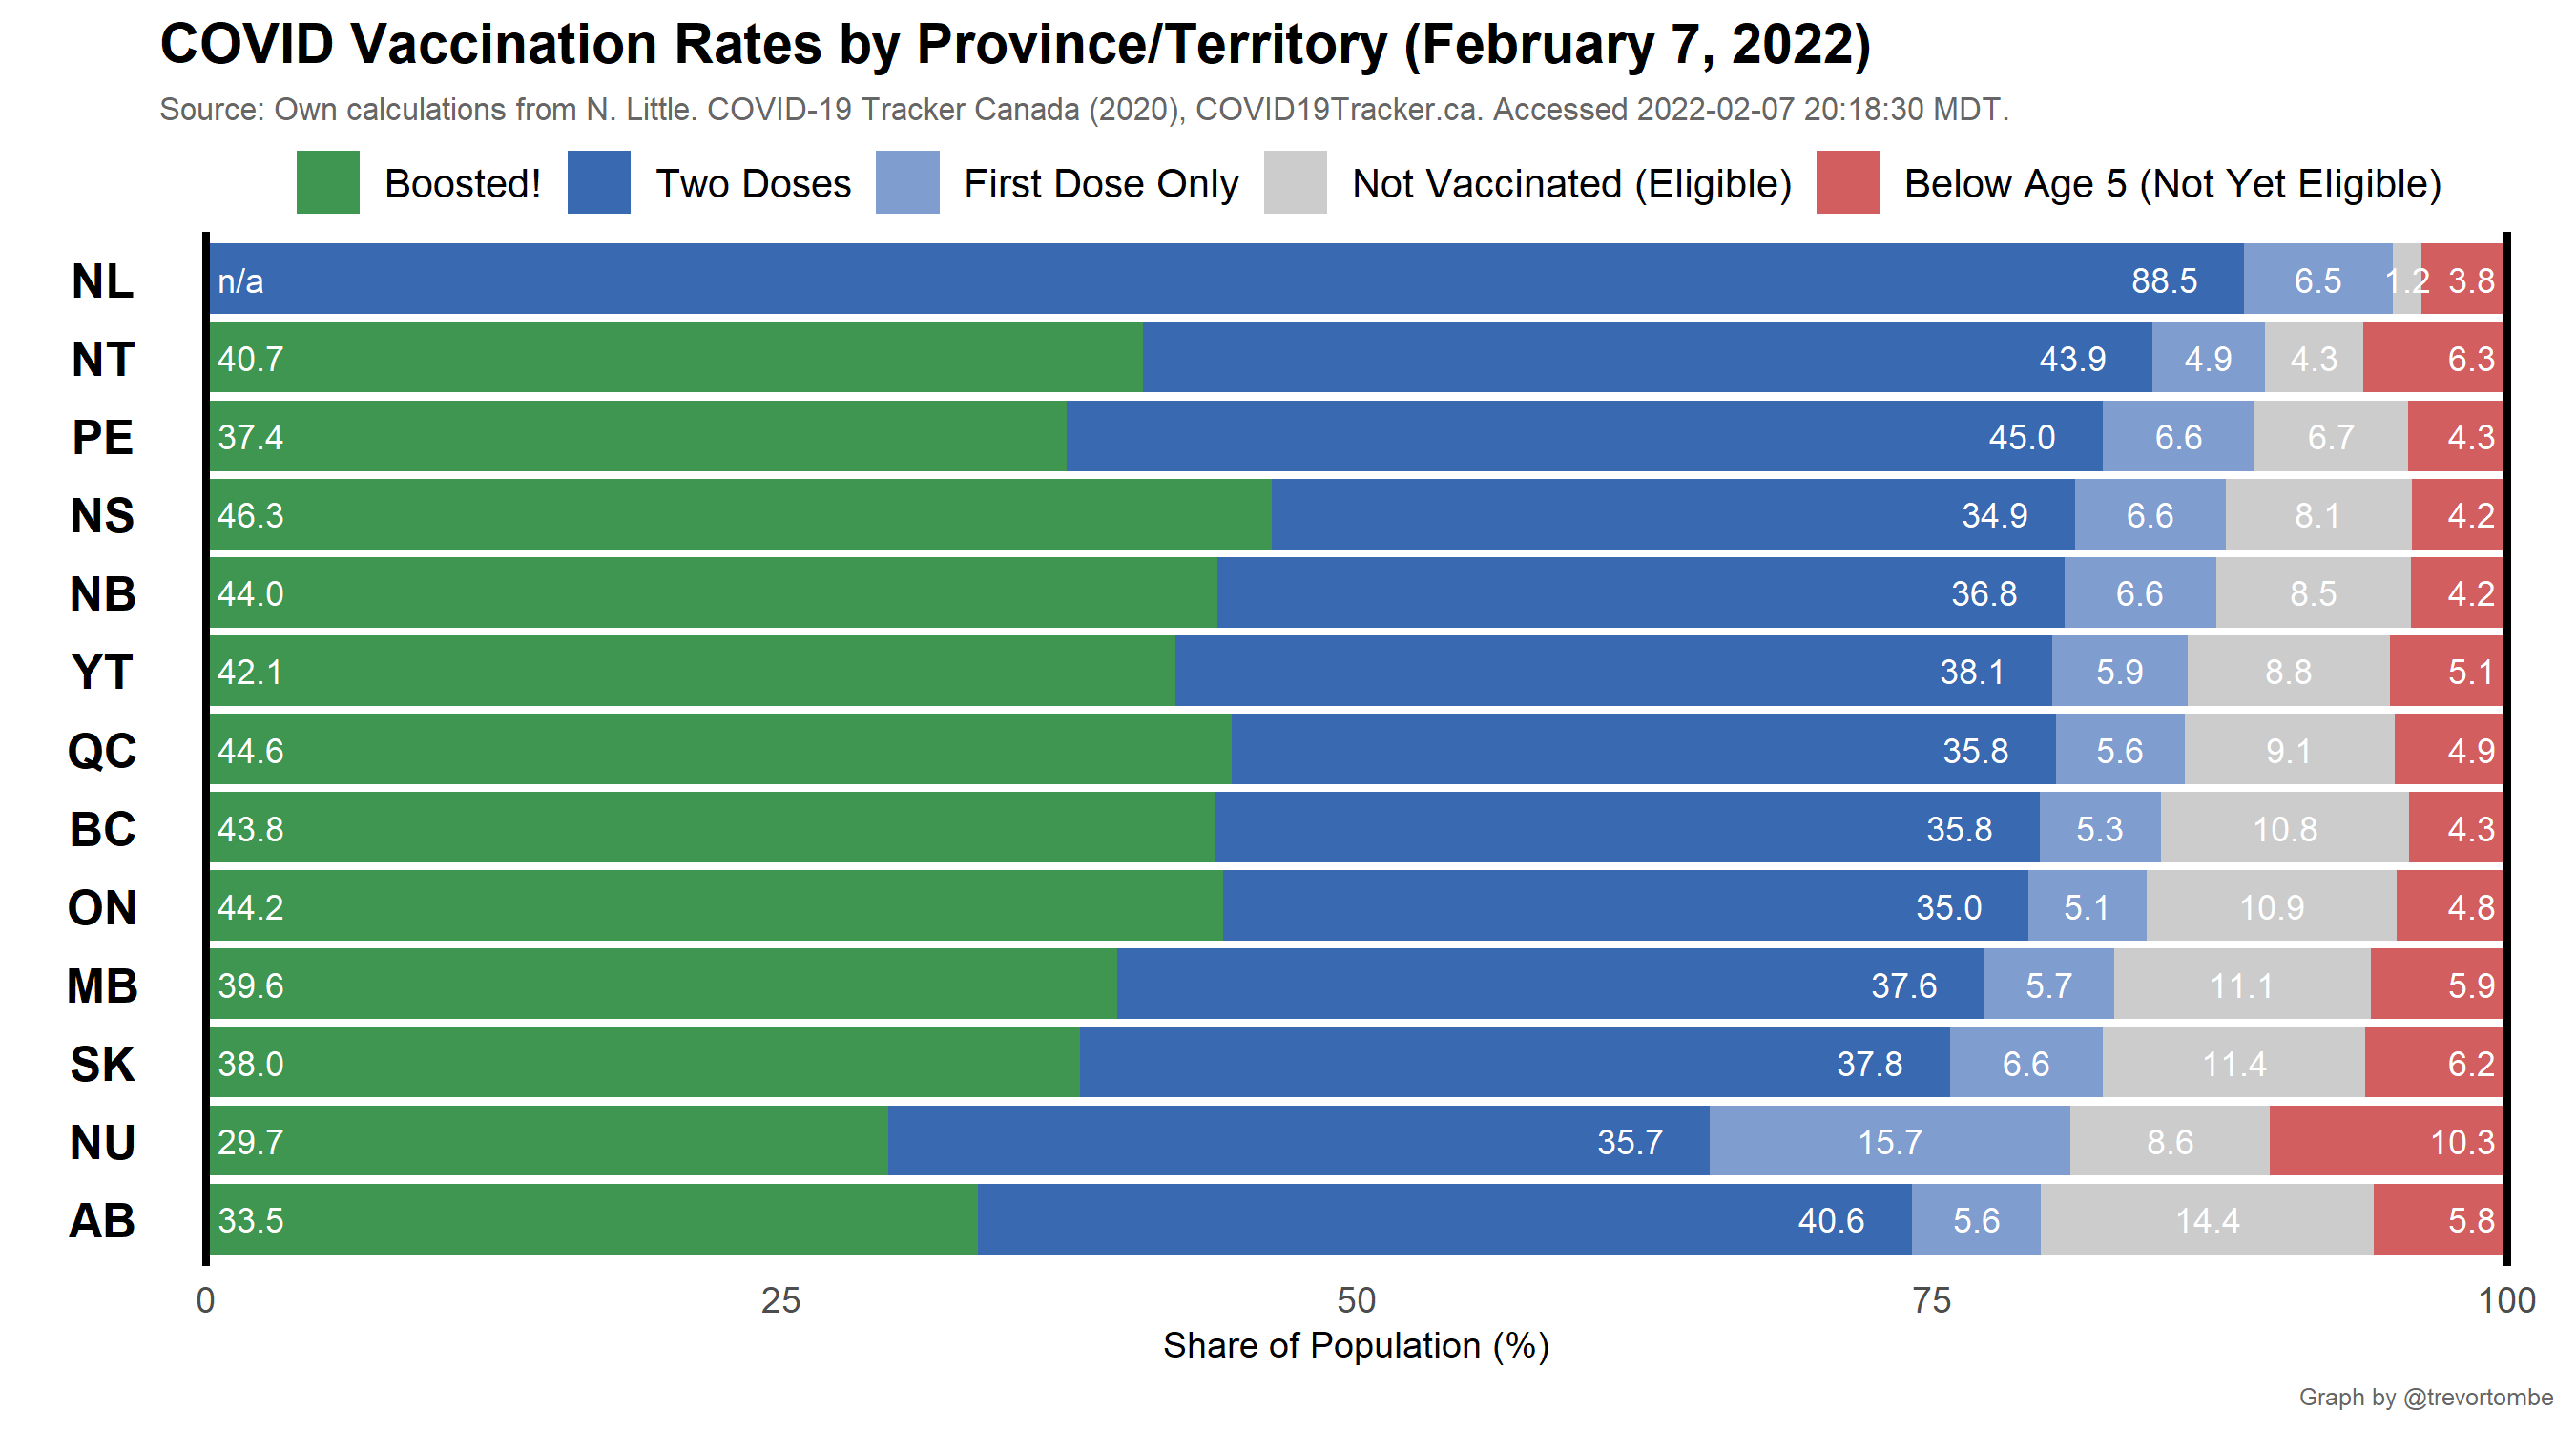 COVID Vaccination Rates by Province/Territory (February 7, 2022)
Source: Own calculations from N. Little. COVID-19 Tracker Canada (2020), COVID19Tracker.ca. Accessed 2022-02-07 20:18:30 MDT.
Boosted! Two Doses First Dose Only Not Vaccinated (Eligible) Below Age 5 (Not Yet Eligible)
NL n/a 88.5 6.5 1.2 3.8
NT 40.7 43.9 4.9 4.3 6.3
PE 37.4 45.0 6.6 6.7 4.3
NS 46.3 34.9 6.6 8.1 4.2
NB 44.0 36.8 6.6 8.5 4.2
YT 42.1 38.1 5.9 8.8 5.1
QC 44.6 35.8 5.6 9.1 4.9
BC 43.8 35.8 5.3 10.8 4.3
ON 44.2 35.0 5.1 10.9 4.8
MB 39.6 37.6 5.7 11.1 5.9
SK 38.0 37.8 6.6 11.4 6.2
NU 29.7 35.7 15.7 8.6 10.3
AB 33.5 40.6 5.6 14.4 5.8
0 25 50 75 100
Share of Population (%)
Graph by @trevortombe